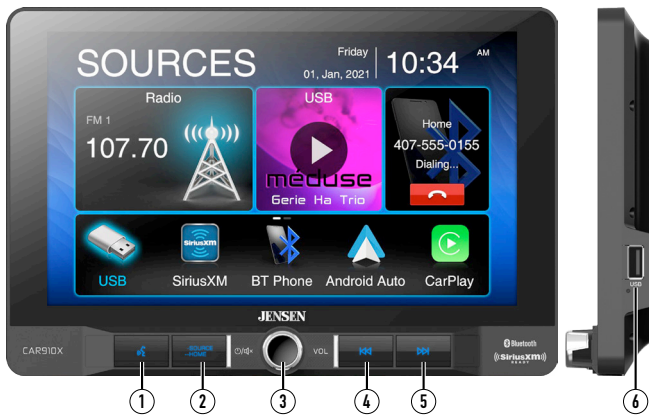 SOURCES
Friday
01, Jan, 2021
10:34 AM
Radio
FM 1
107.70
USB
méduse
Gerie Ha Trio
Home
407-555-0155
Dialing...
SiriusXM
USB
SiriusXM
BT Phone
Android Auto
CarPlay
JENSEN
CAR910X
SOURCE
HOME
VOL
Bluetooth
((SiriusXM))
READY
USB
1
2
3
4
5
6